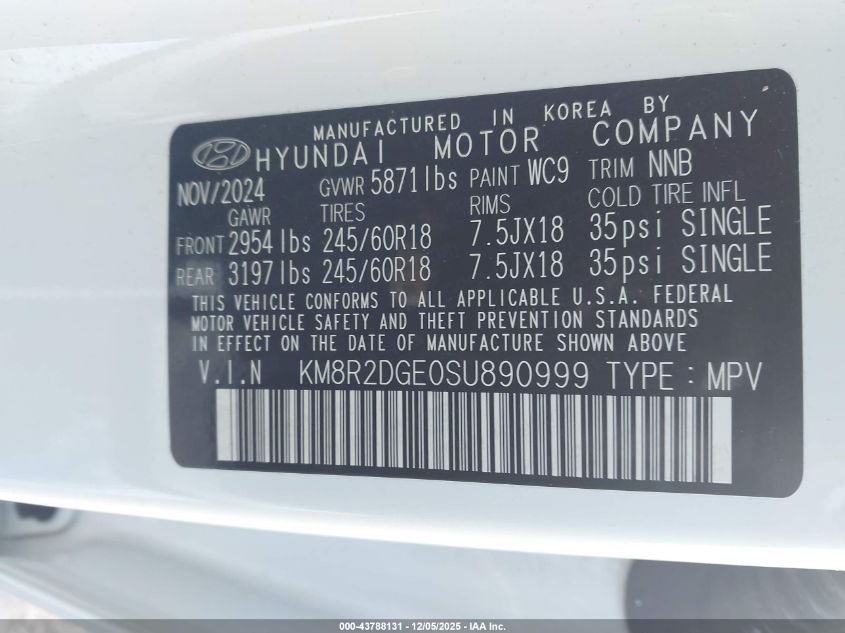 MANUFACTURED IN KOREA BY
HYUNDAI MOTOR COMPANY
NOV/2024 GVWR 5871lbs PAINT WC9 TRIM NNB
GAWR TIRES RIMS COLD TIRE INFL
FRONT 2954lbs 245/60R18 7.5JX18 35psi SINGLE
REAR 3197lbs 245/60R18 7.5JX18 35psi SINGLE
THIS VEHICLE CONFORMS TO ALL APPLICABLE U.S.A. FEDERAL
MOTOR VEHICLE SAFETY AND THEFT PREVENTION STANDARDS
IN EFFECT ON THE DATE OF MANUFACTURE SHOWN ABOVE
V.I.N KM8R2DGE0SU890999 TYPE : MPV
000-43788131 - 12/05/2025 - IAA Inc.